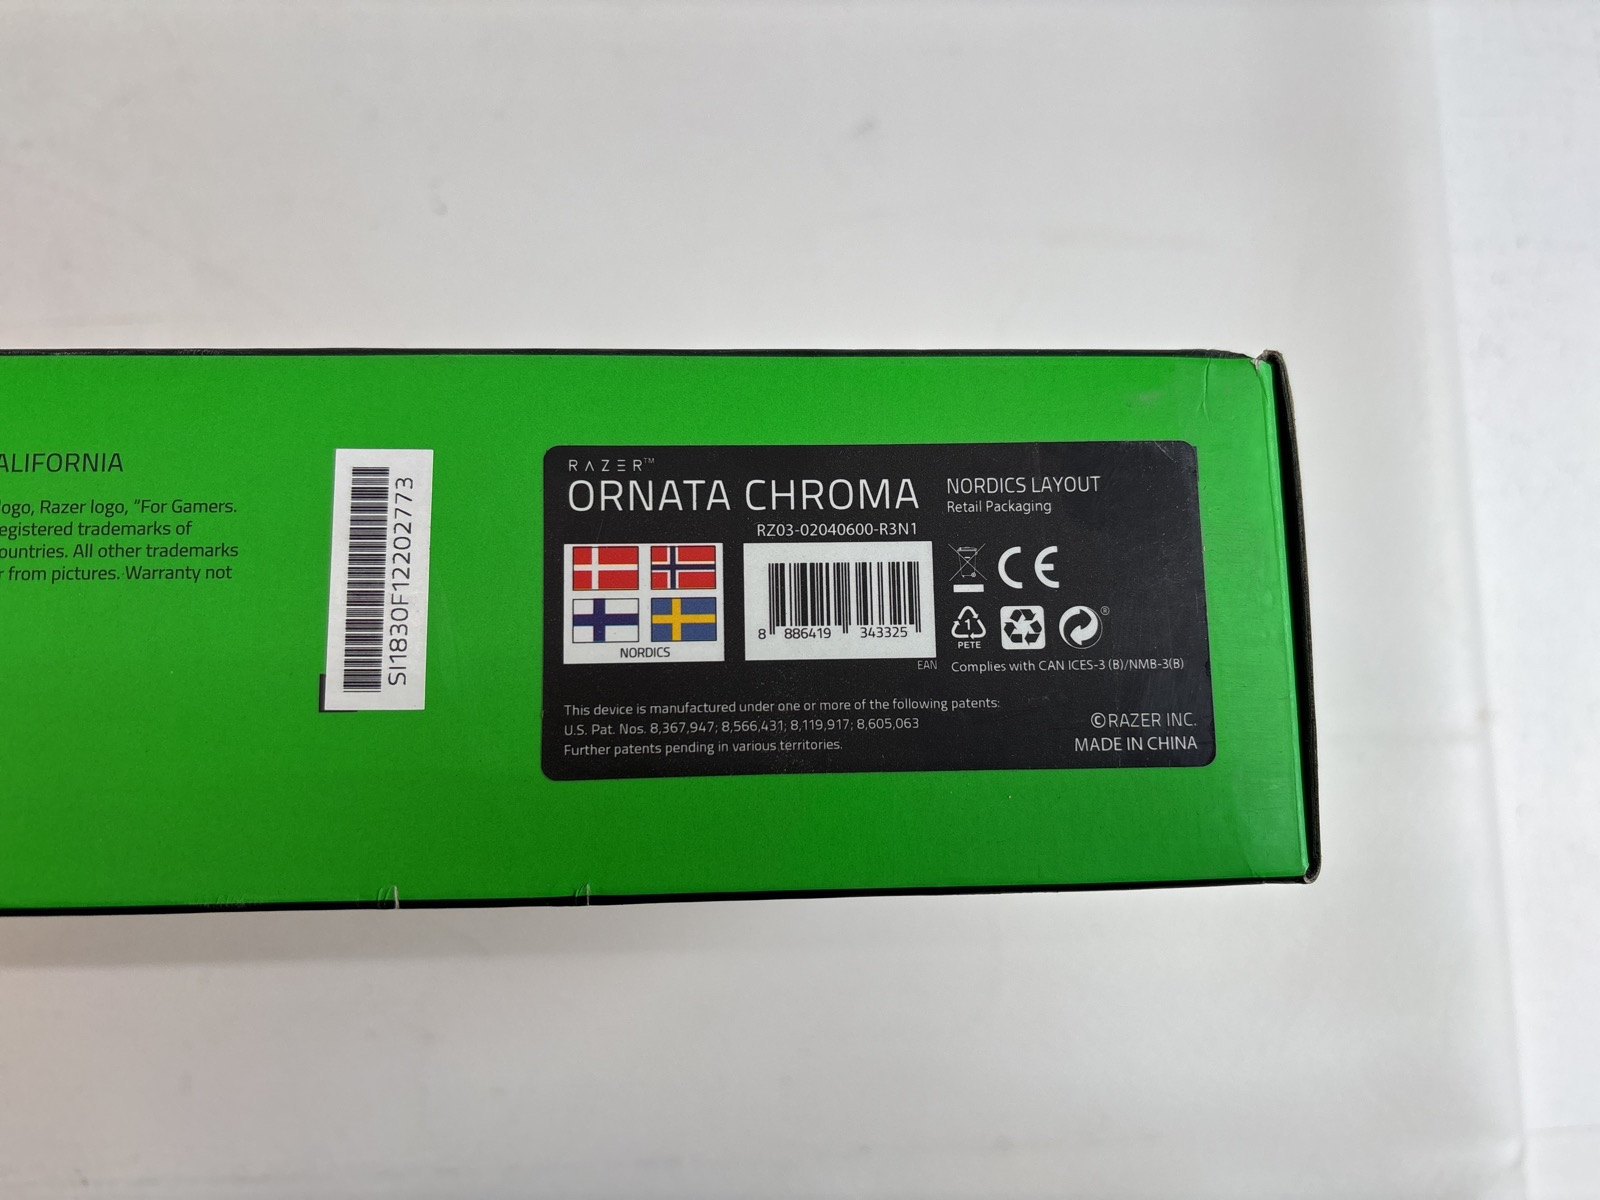 ALIFORNIA
logo, Razer logo, "For Gamers.
egistered trademarks of
ountries. All other trademarks
r from pictures. Warranty not
SI1830F12202773
RAZER™
ORNATA CHROMA
RZ03-02040600-R3N1
NORDICS LAYOUT
Retail Packaging
NORDICS
8 886419 343325
EAN
CE
1
PETE
®
Complies with CAN ICES-3 (B)/NMB-3(B)
This device is manufactured under one or more of the following patents:
U.S. Pat. Nos. 8,367,947; 8,566,431; 8,119,917; 8,605,063
Further patents pending in various territories.
©RAZER INC.
MADE IN CHINA